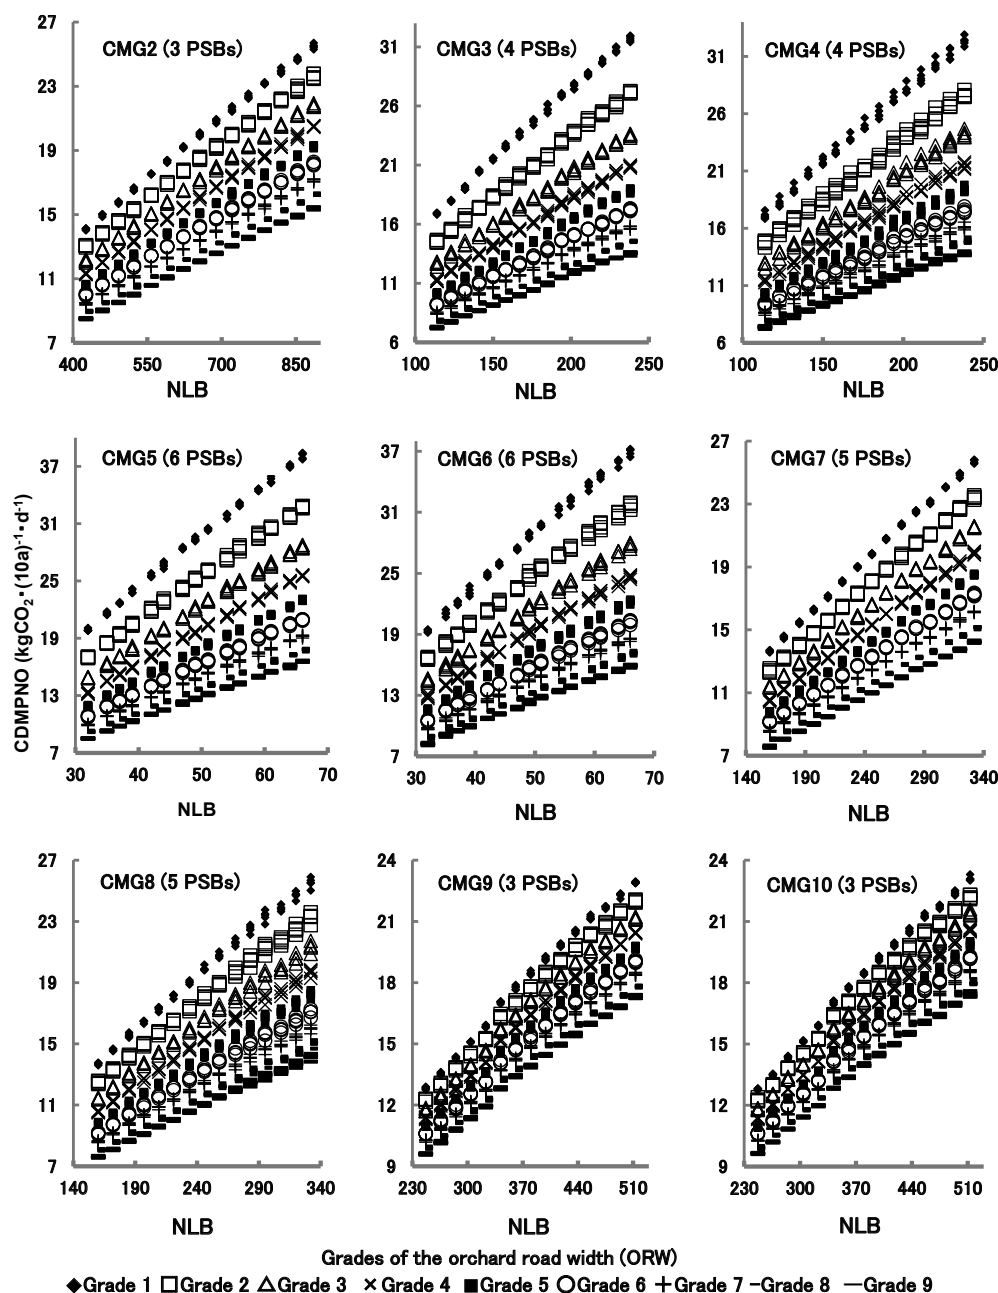 27
23
19
15
11
7
CMG2 (3 PSBs)
400 550 700 850
NLB
31
26
21
16
11
6
CMG3 (4 PSBs)
100 150 200 250
NLB
31
26
21
16
11
6
CMG4 (4 PSBs)
100 150 200 250
NLB
CDMPNO (kgCO₂·(10a)⁻¹·d⁻¹)
37
31
25
19
13
7
CMG5 (6 PSBs)
30 40 50 60 70
NLB
37
31
25
19
13
7
CMG6 (6 PSBs)
30 40 50 60 70
NLB
27
23
19
15
11
7
CMG7 (5 PSBs)
140 190 240 290 340
NLB
27
23
19
15
11
7
CMG8 (5 PSBs)
140 190 240 290 340
NLB
24
21
18
15
12
9
CMG9 (3 PSBs)
230 300 370 440 510
NLB
24
21
18
15
12
9
CMG10 (3 PSBs)
230 300 370 440 510
NLB
Grades of the orchard road width (ORW)
Grade 1 Grade 2 Grade 3 Grade 4 Grade 5 Grade 6 Grade 7 Grade 8 Grade 9